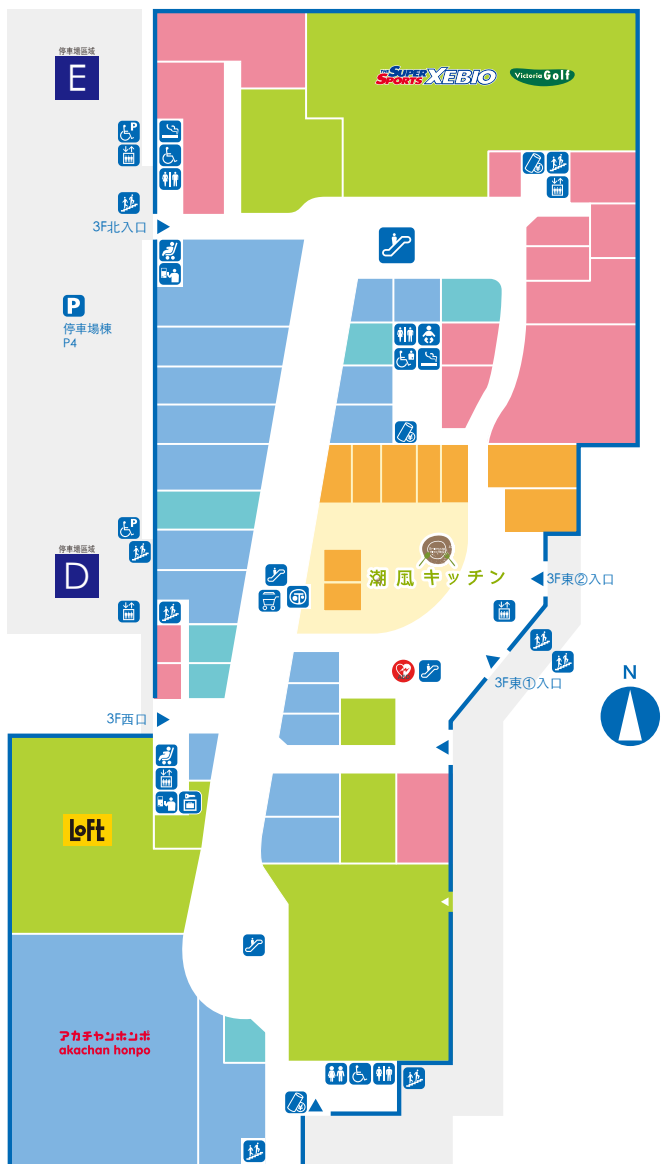 停車場區域
E
THE SUPER SPORTS XEBIO
Victoria Golf
P
3F北入口
P
停車場棟
P4
P
停車場區域
D
潮風キッチン
3F東②入口
3F東①入口
N
3F西口
LOFT
アカチャンホンポ
akachan honpo